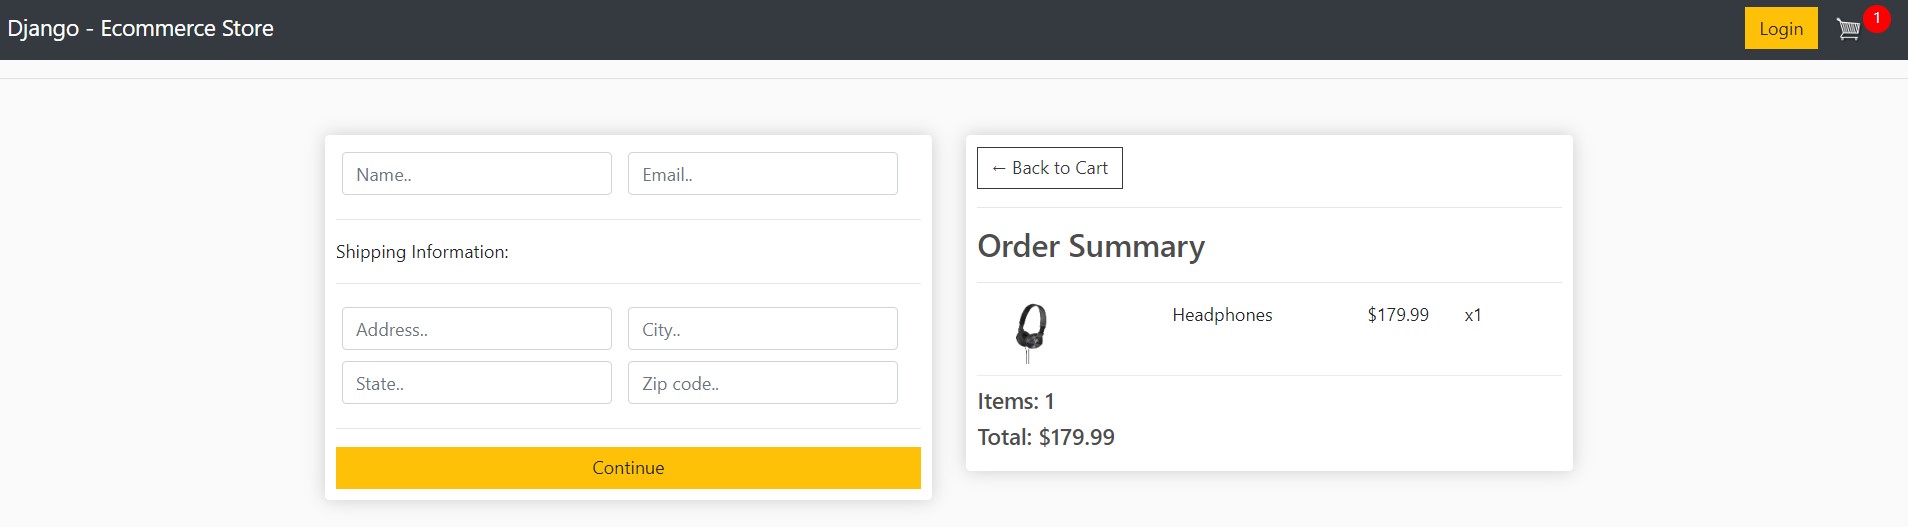 Django - Ecommerce Store
Login
1
Name..
Email..
Shipping Information:
Address..
City..
State..
Zip code..
Continue
← Back to Cart
Order Summary
Headphones $179.99 x1
Items: 1
Total: $179.99